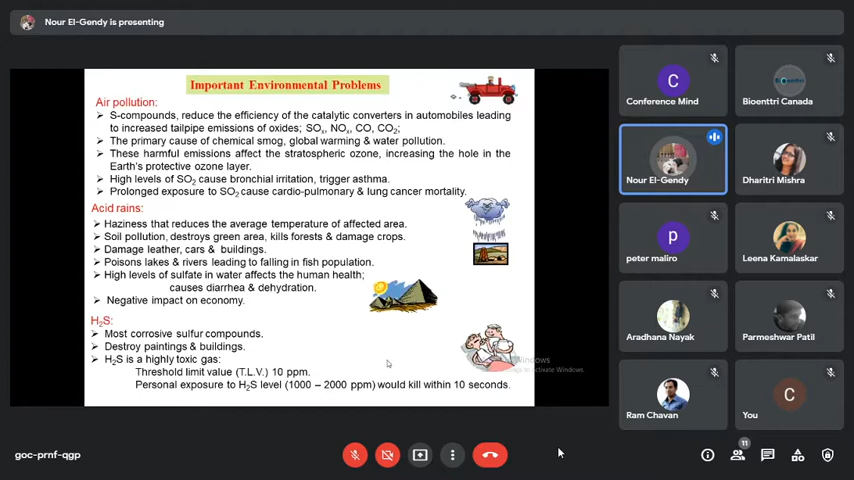 Nour El-Gendy is presenting
Important Environmental Problems
Air pollution:
➢ S-compounds, reduce the efficiency of the catalytic converters in automobiles leading
to increased tailpipe emissions of oxides; SOx, NOx, CO, CO2;
➢ The primary cause of chemical smog, global warming & water pollution.
➢ These harmful emissions affect the stratospheric ozone, increasing the hole in the
Earth's protective ozone layer.
➢ High levels of SO2 cause bronchial irritation, trigger asthma.
➢ Prolonged exposure to SO2 cause cardio-pulmonary & lung cancer mortality.
Acid rains:
➢ Haziness that reduces the average temperature of affected area.
➢ Soil pollution, destroys green area, kills forests & damage crops.
➢ Damage leather, cars & buildings.
➢ Poisons lakes & rivers leading to falling in fish population.
➢ High levels of sulfate in water affects the human health;
causes diarrhea & dehydration.
➢ Negative impact on economy.
H2S:
➢ Most corrosive sulfur compounds.
➢ Destroy paintings & buildings.
➢ H2S is a highly toxic gas:
Threshold limit value (T.L.V.) 10 ppm.
Personal exposure to H2S level (1000 – 2000 ppm) would kill within 10 seconds.
Windows
to Activate Windows
C
Conference Mind
Bioenttri
Bioenttri Canada
Nour El-Gendy
Dharitri Mishra
p
peter maliro
Leena Kamalaskar
Aradhana Nayak
Parmeshwar Patil
Ram Chavan
C
You
goc-prnf-qgp
11